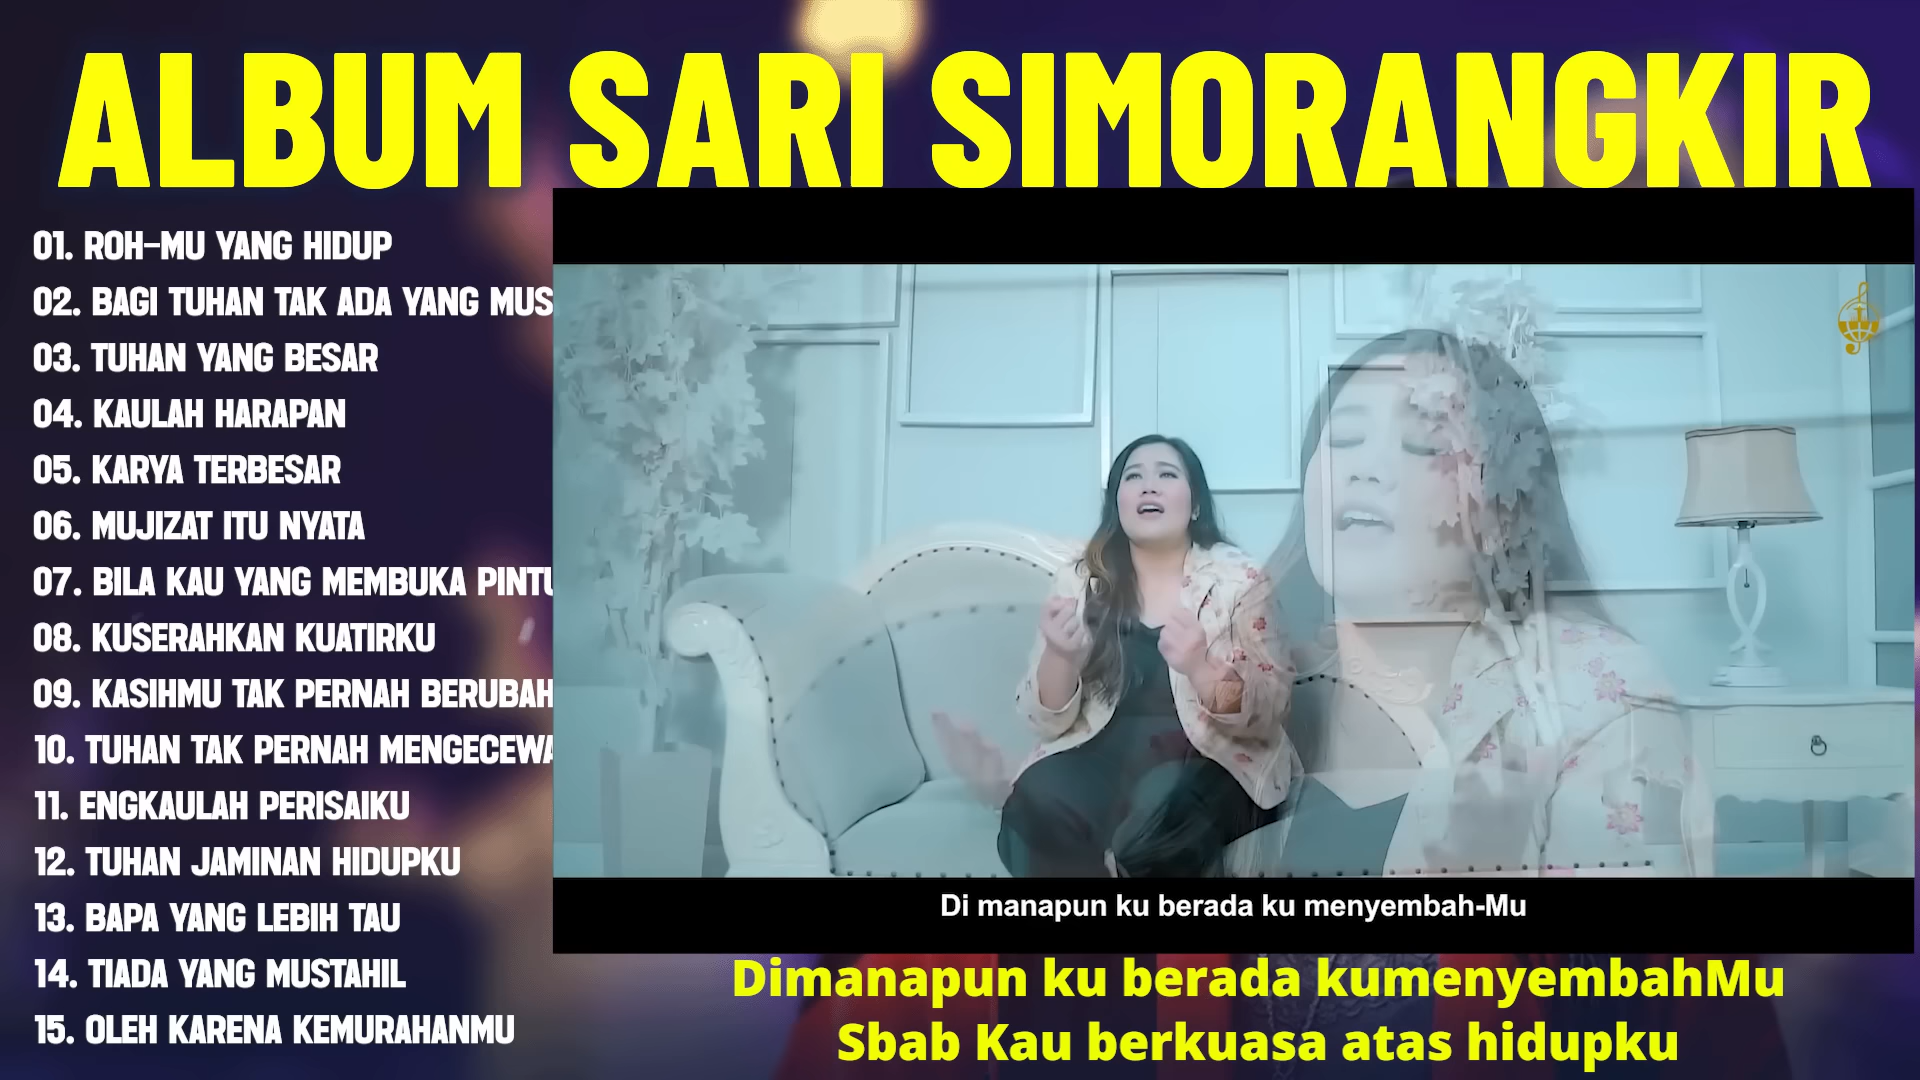 ALBUM SARI SIMORANGKIR
01. ROH-MU YANG HIDUP
02. BAGI TUHAN TAK ADA YANG MUS
03. TUHAN YANG BESAR
04. KAULAH HARAPAN
05. KARYA TERBESAR
06. MUJIZAT ITU NYATA
07. BILA KAU YANG MEMBUKA PINTU
08. KUSERAHKAN KUATIRKU
09. KASIHMU TAK PERNAH BERUBAH
10. TUHAN TAK PERNAH MENGECEWA
11. ENGKAULAH PERISAIKU
12. TUHAN JAMINAN HIDUPKU
13. BAPA YANG LEBIH TAU
14. TIADA YANG MUSTAHIL
15. OLEH KARENA KEMURAHANMU
Di manapun ku berada ku menyembah-Mu
Dimanapun ku berada kumenyembahMu
Sbab Kau berkuasa atas hidupku